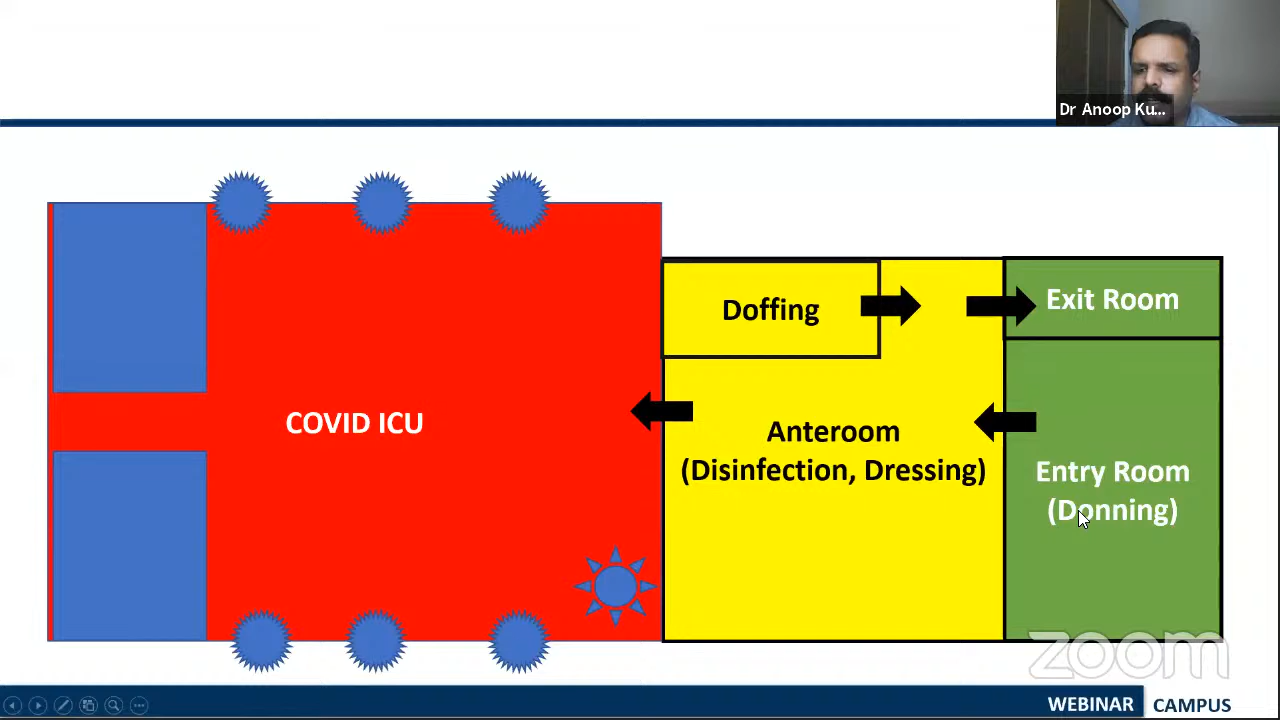 Dr Anoop Ku...
Doffing
Exit Room
COVID ICU
Anteroom
(Disinfection, Dressing)
Entry Room
(Donning)
zoom
WEBINAR CAMPUS